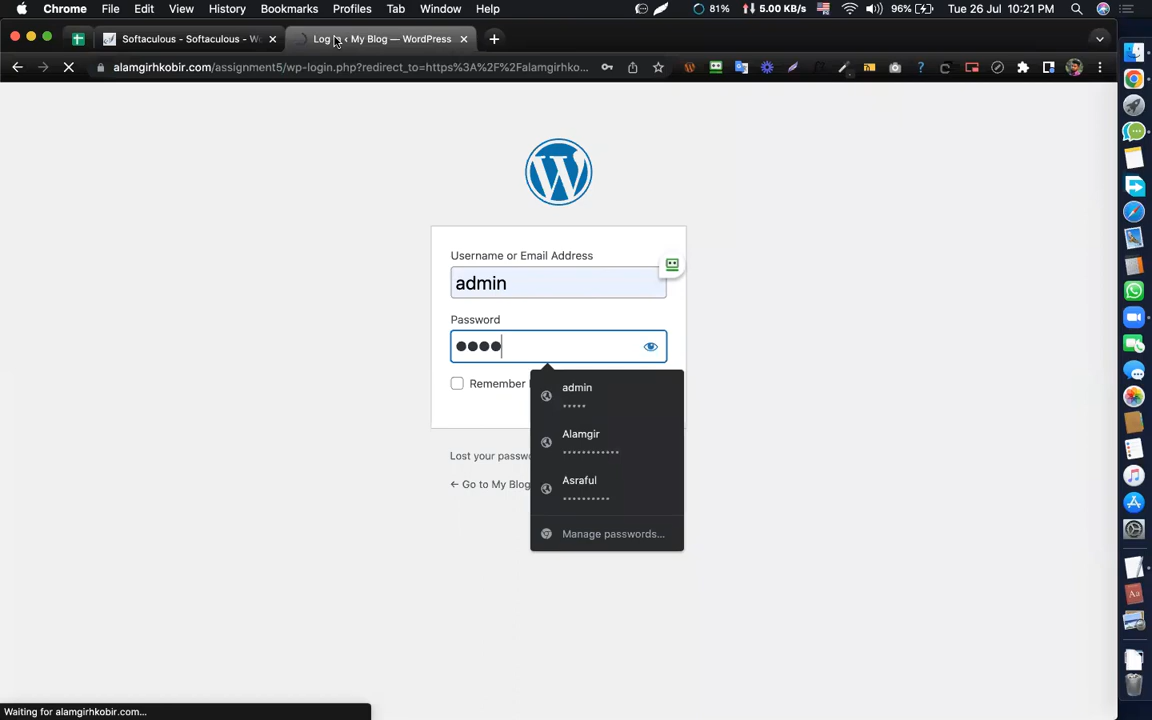 Chrome File Edit View History Bookmarks Profiles Tab Window Help 81% 5.00 KB/s 96% Tue 26 Jul 10:21 PM
Softaculous - Softaculous - Wo Log In ‹ My Blog — WordPress
alamgirhkobir.com/assignment5/wp-login.php?redirect_to=https%3A%2F%2Falamgirhko...
Username or Email Address
admin
Password
Remember
admin
Alamgir
Lost your passw
Asraful
← Go to My Blog
Manage passwords...
Waiting for alamgirhkobir.com...